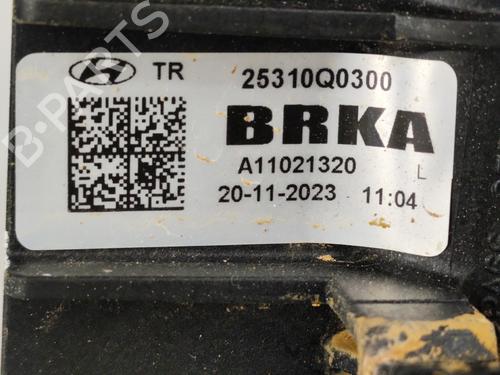 TR 25310Q0300
BRKA
A11021320 L
20-11-2023 11:04
B-PARTS